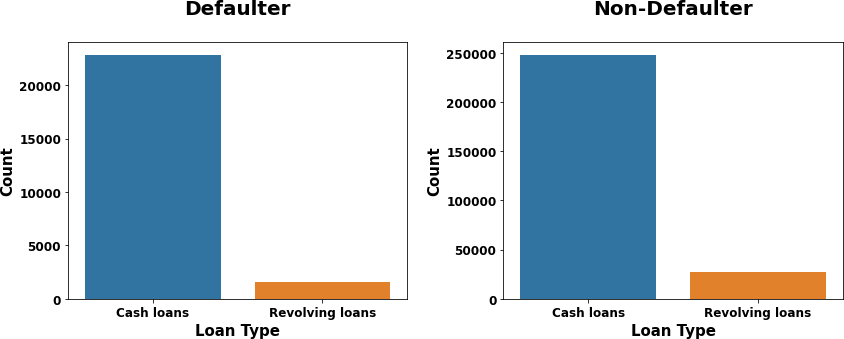 Defaulter
Count
20000
15000
10000
5000
0
Cash loans
Revolving loans
Loan Type
Non-Defaulter
Count
250000
200000
150000
100000
50000
0
Cash loans
Revolving loans
Loan Type